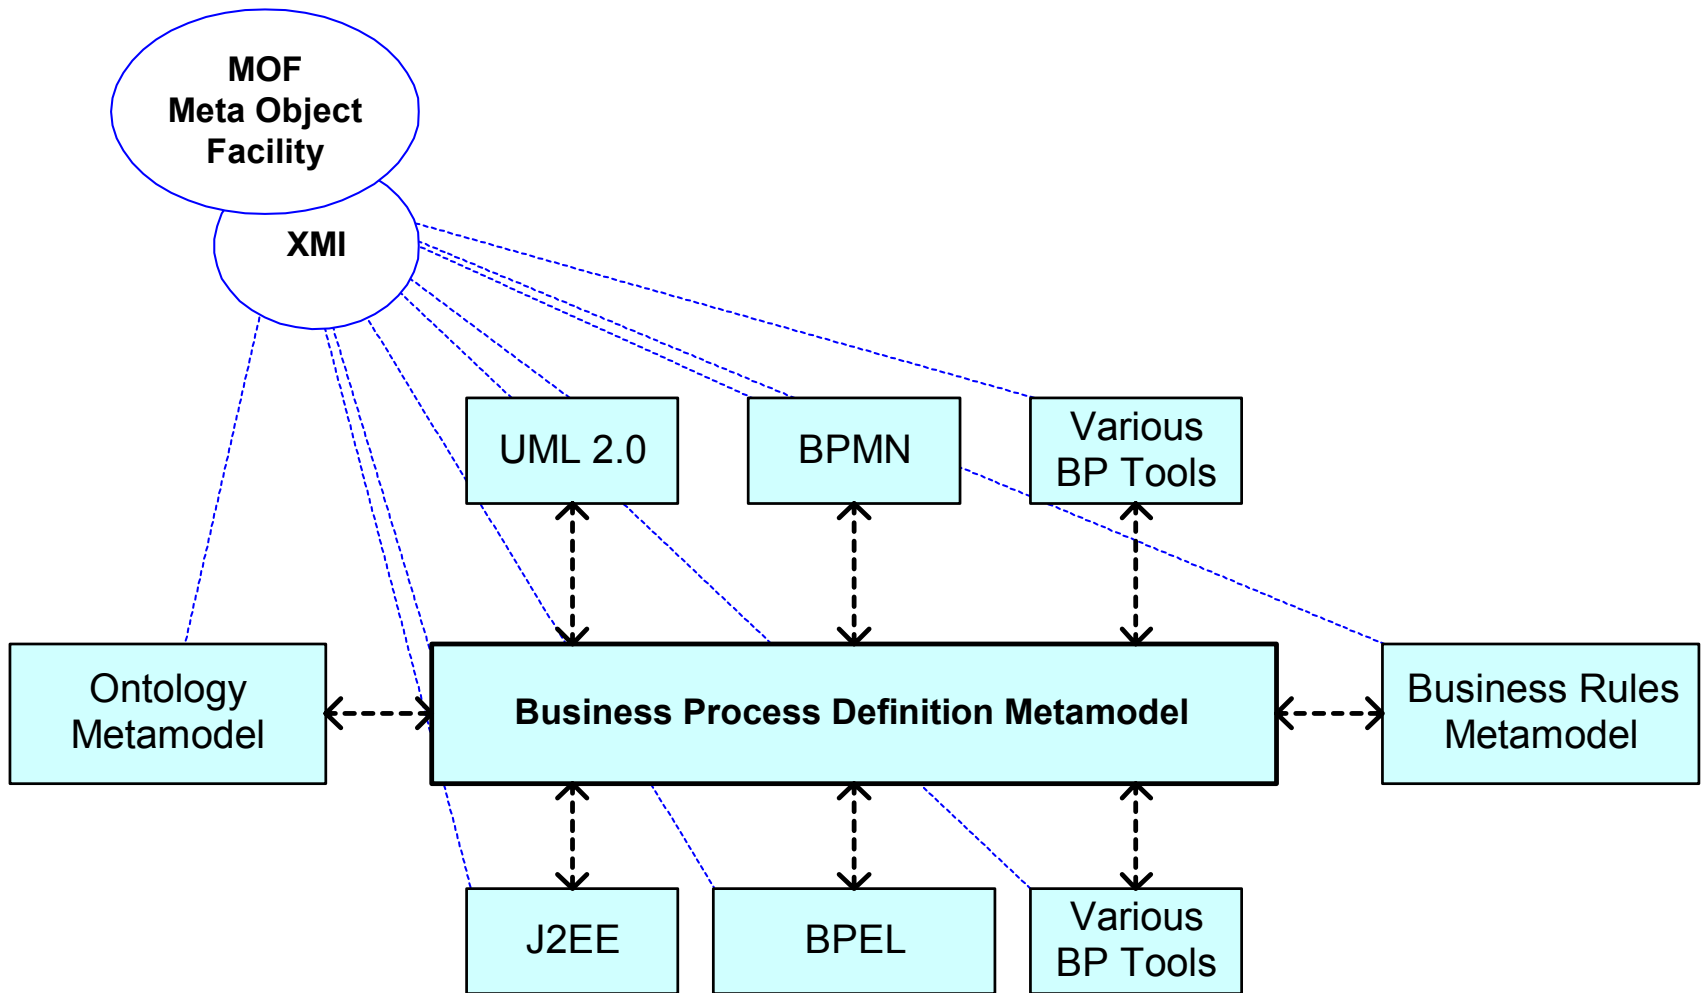 MOF
Meta Object
Facility
XMI
UML 2.0
BPMN
Various
BP Tools
Ontology
Metamodel
Business Process Definition Metamodel
Business Rules
Metamodel
J2EE
BPEL
Various
BP Tools